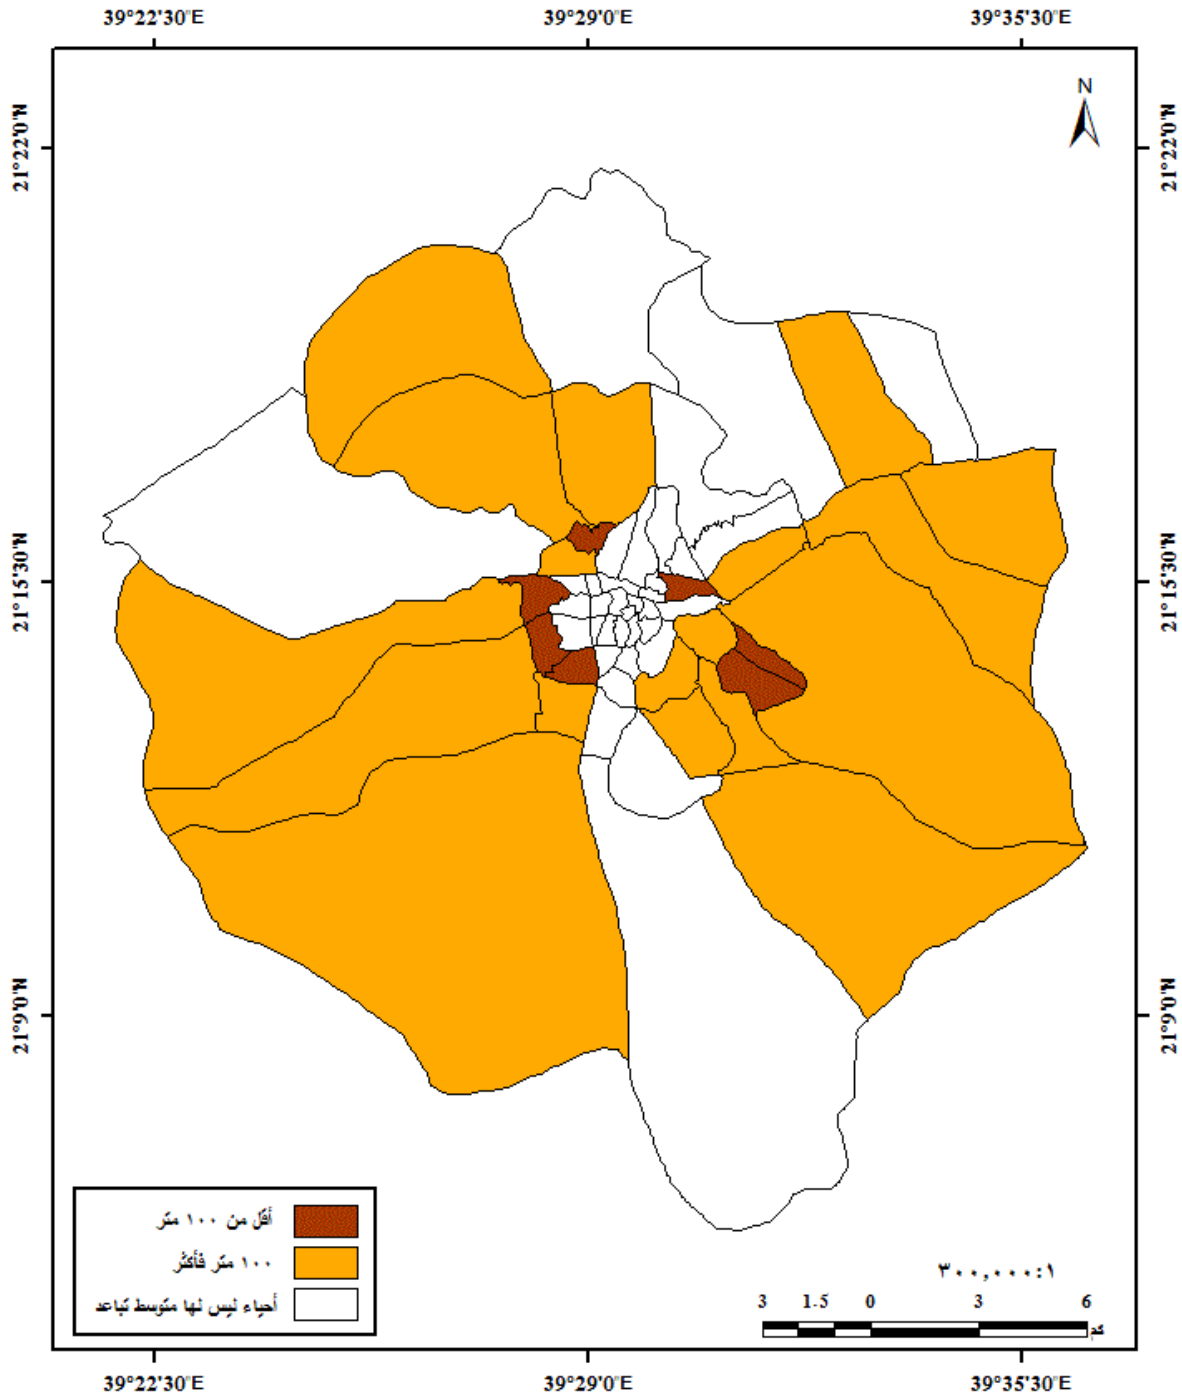 39°22'30"E 39°29'0"E 39°35'30"E
N
21°22'0"N 21°22'0"N
21°15'30"N 21°15'30"N
21°9'0"N 21°9'0"N
أقل من ١٠٠ متر
١٠٠ متر فأكثر
أحياء ليس لها متوسط تباعد
٣٠٠,٠٠٠:١
3 1.5 0 3 6
كم
39°22'30"E 39°29'0"E 39°35'30"E